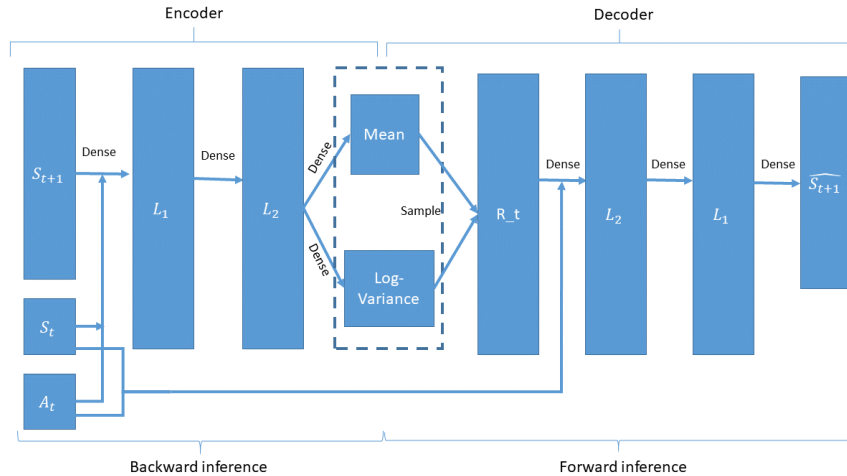 Encoder
Decoder
Dense
Dense
Dense
Dense
Mean
Log-
Variance
Sample
Dense
Dense
Dense
$S_{t+1}$
$L_1$
$L_2$
R_t
$L_2$
$L_1$
$\widehat{S_{t+1}}$
$S_t$
$A_t$
Backward inference
Forward inference